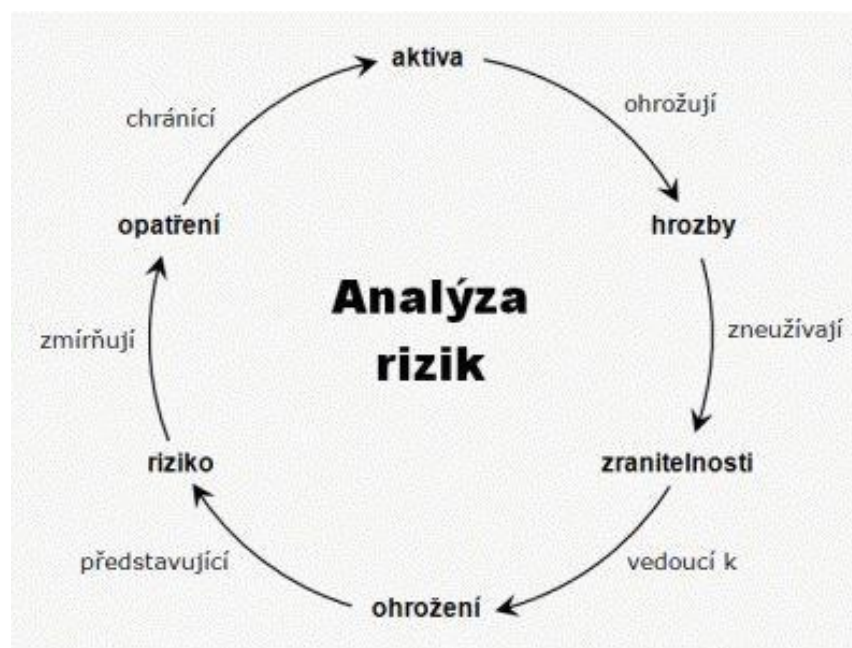 aktiva
chránící
ohrožují
opatření
hrozby
Analýza
rizik
zmírňují
zneužívají
riziko
zranitelnosti
představující
vedoucí k
ohrožení